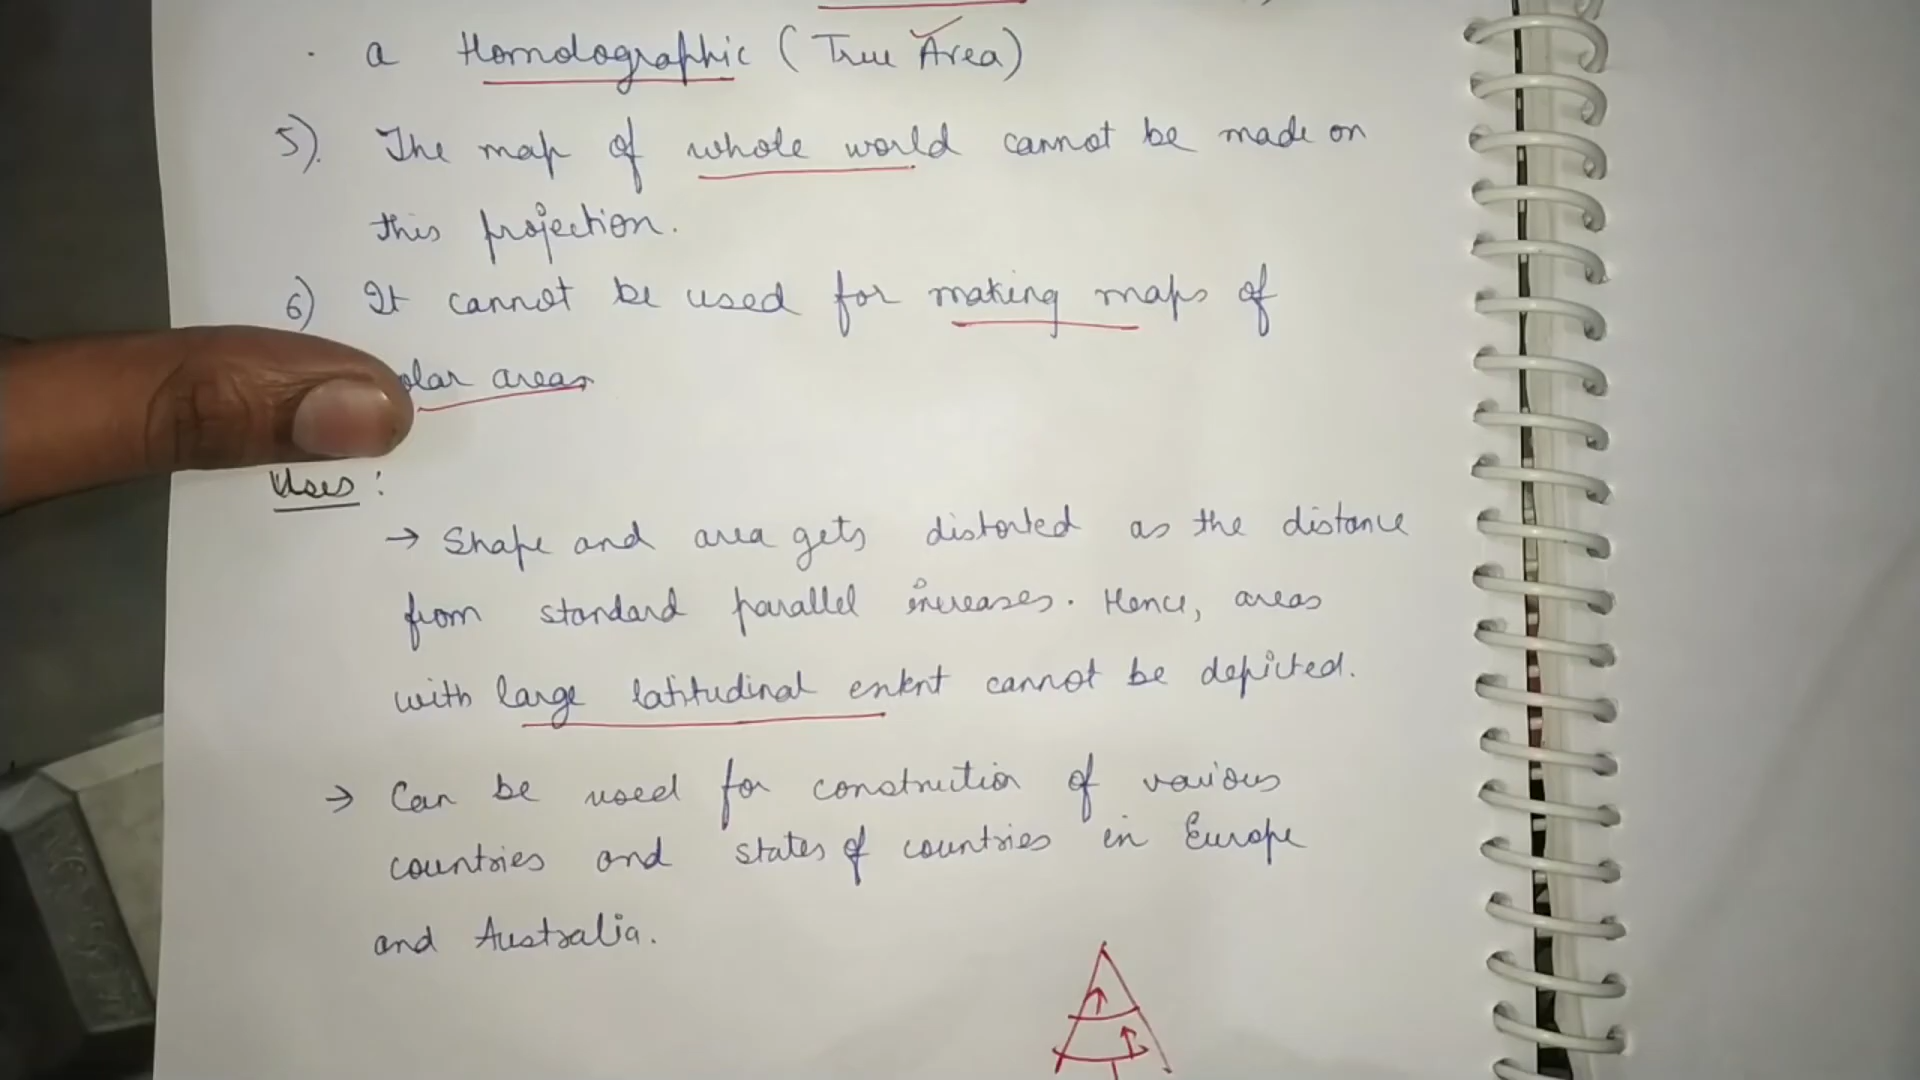 a Homolographic (True Area)
5). The map of whole world cannot be made on
this projection.
6) It cannot be used for making maps of
olar areas
Uses :
→ Shape and area gets distorted as the distance
from standard parallel increases. Hence, areas
with large latitudinal extent cannot be depicted.
→ Can be used for construction of various
countries and states of countries in Europe
and Australia.